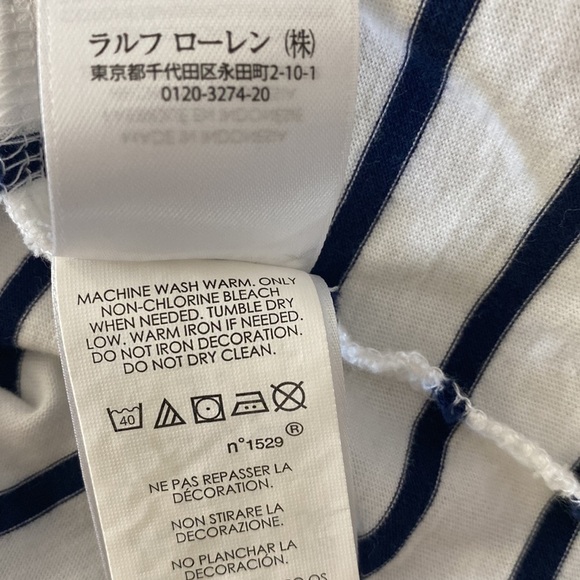 ラルフ ローレン (株)
東京都千代田区永田町2-10-1
0120-3274-20
MACHINE WASH WARM. ONLY
NON-CHLORINE BLEACH
WHEN NEEDED. TUMBLE DRY
LOW. WARM IRON IF NEEDED.
DO NOT IRON DECORATION.
DO NOT DRY CLEAN.
40
n°1529 ®
NE PAS REPASSER LA
DÉCORATION.
NON STIRARE LA
DECORAZIONE.
NO PLANCHAR LA
DECORACIÓN.